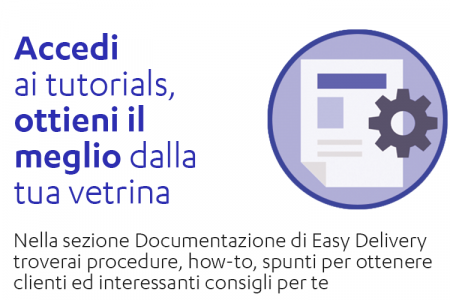 Accedi
ai tutorials,
ottieni il
meglio dalla
tua vetrina
Nella sezione Documentazione di Easy Delivery
troverai procedure, how-to, spunti per ottenere
clienti ed interessanti consigli per te